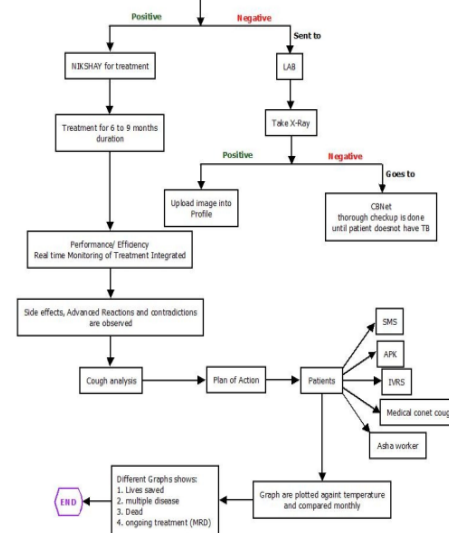 Positive
Negative
Sent to
NIKSHAY for treatment
LAB
Treatment for 6 to 9 months
duration
Take X-Ray
Positive
Negative
Goes to
Upload image into
Profile
CBNet
thorough checkup is done
until patient doesnot have TB
Performance/ Efficiency
Real time Monitoring of Treatment Integrated
Side effects, Advanced Reactions and contradictions
are observed
SMS
APK
Cough analysis
Plan of Action
Patients
IVRS
Medical conet coug
Asha worker
Different Graphs shows:
1. Lives saved
2. multiple disease
3. Dead
4. ongoing treatment (MRD)
END
Graph are plotted againt temperature
and compared monthly